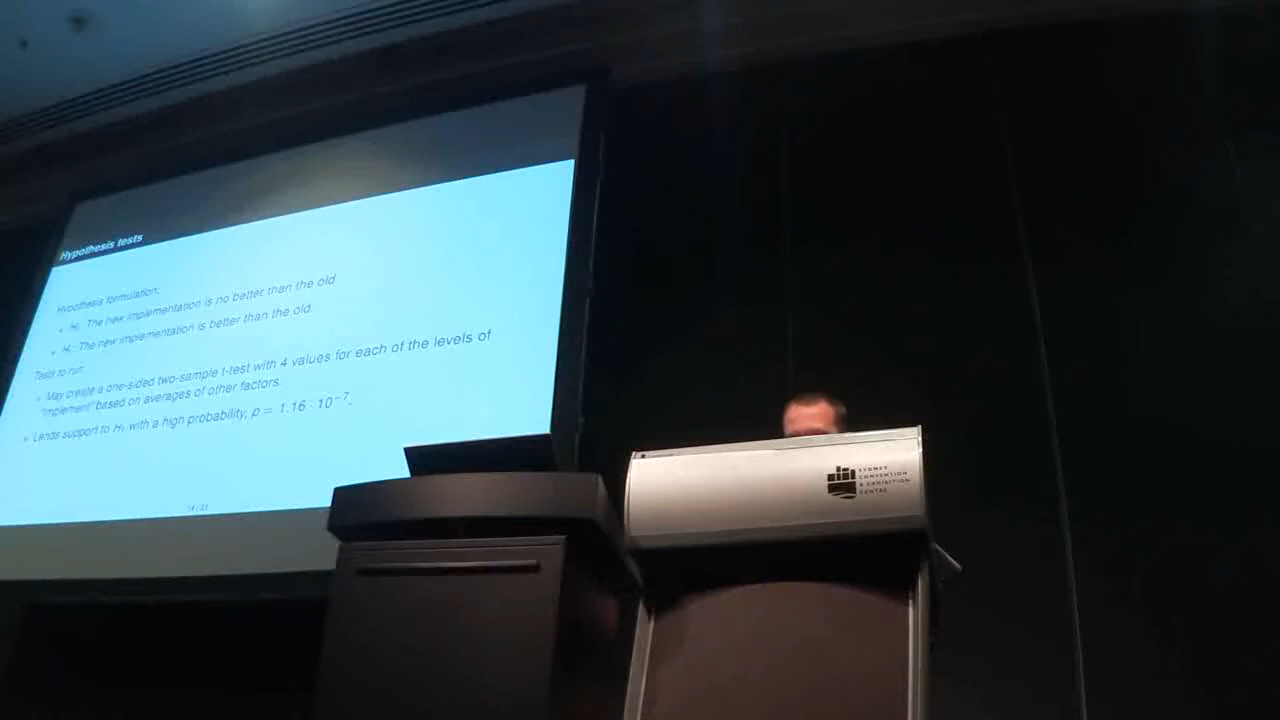 Hypothesis tests
Hypothesis formulation:
H₀: The new implementation is no better than the old
H₁: The new implementation is better than the old.
Tests to run:
May create a one-sided two-sample t-test with 4 values for each of the levels of
"implement" based on averages of other factors.
Lends support to H₁ with a high probability, p = 1.16 · 10⁻⁷.
14 / 21
SYDNEY
CONVENTION
& EXHIBITION
CENTRE